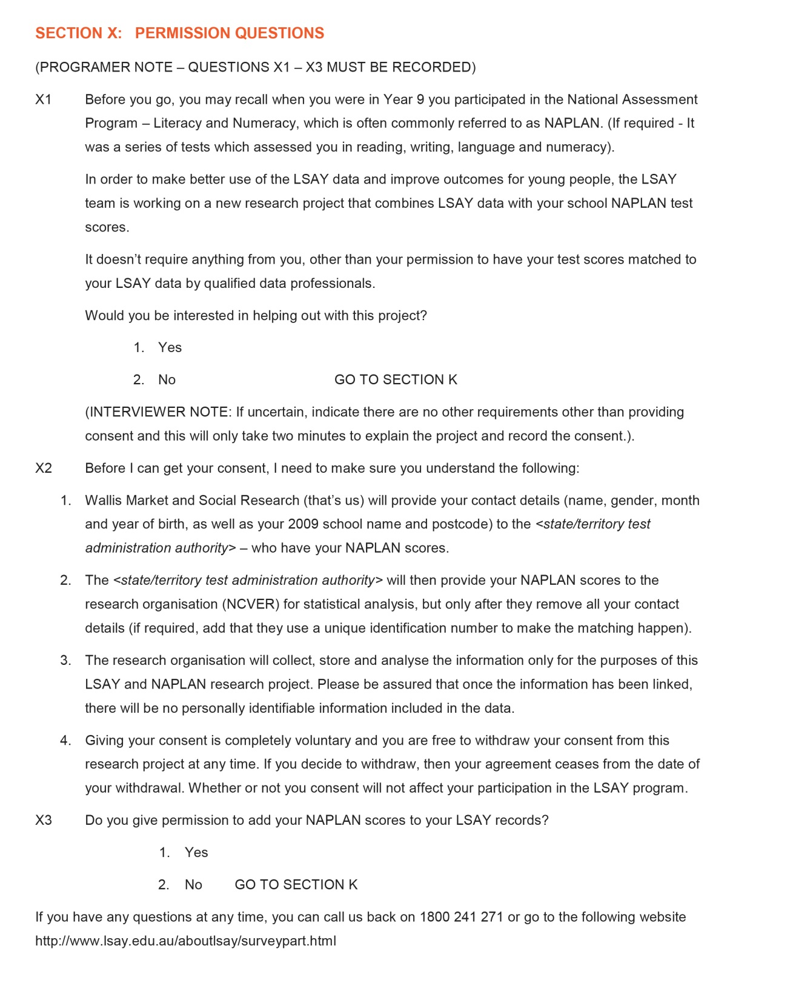 SECTION X: PERMISSION QUESTIONS
(PROGRAMER NOTE – QUESTIONS X1 – X3 MUST BE RECORDED)
X1 Before you go, you may recall when you were in Year 9 you participated in the National Assessment
Program – Literacy and Numeracy, which is often commonly referred to as NAPLAN. (If required - It
was a series of tests which assessed you in reading, writing, language and numeracy).
In order to make better use of the LSAY data and improve outcomes for young people, the LSAY
team is working on a new research project that combines LSAY data with your school NAPLAN test
scores.
It doesn’t require anything from you, other than your permission to have your test scores matched to
your LSAY data by qualified data professionals.
Would you be interested in helping out with this project?
1. Yes
2. No GO TO SECTION K
(INTERVIEWER NOTE: If uncertain, indicate there are no other requirements other than providing
consent and this will only take two minutes to explain the project and record the consent.).
X2 Before I can get your consent, I need to make sure you understand the following:
1. Wallis Market and Social Research (that’s us) will provide your contact details (name, gender, month
and year of birth, as well as your 2009 school name and postcode) to the <state/territory test
administration authority> – who have your NAPLAN scores.
2. The <state/territory test administration authority> will then provide your NAPLAN scores to the
research organisation (NCVER) for statistical analysis, but only after they remove all your contact
details (if required, add that they use a unique identification number to make the matching happen).
3. The research organisation will collect, store and analyse the information only for the purposes of this
LSAY and NAPLAN research project. Please be assured that once the information has been linked,
there will be no personally identifiable information included in the data.
4. Giving your consent is completely voluntary and you are free to withdraw your consent from this
research project at any time. If you decide to withdraw, then your agreement ceases from the date of
your withdrawal. Whether or not you consent will not affect your participation in the LSAY program.
X3 Do you give permission to add your NAPLAN scores to your LSAY records?
1. Yes
2. No GO TO SECTION K
If you have any questions at any time, you can call us back on 1800 241 271 or go to the following website
http://www.lsay.edu.au/aboutlsay/surveypart.html